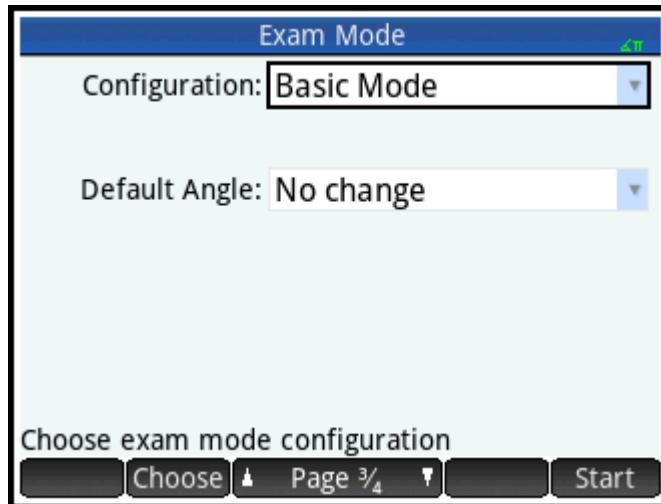 Exam Mode
∡π
Configuration: Basic Mode
Default Angle: No change
Choose exam mode configuration
Choose Page ¾ Start